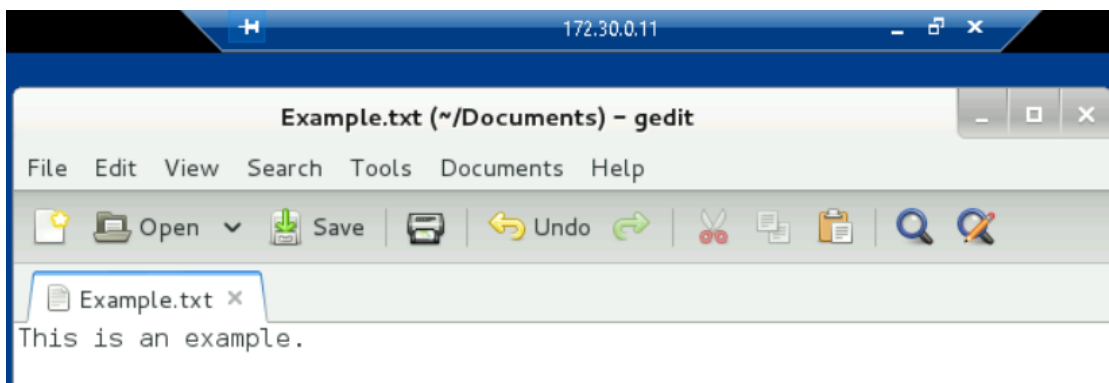 172.30.0.11
Example.txt (~/Documents) – gedit
File Edit View Search Tools Documents Help
Open Save Undo
Example.txt
This is an example.